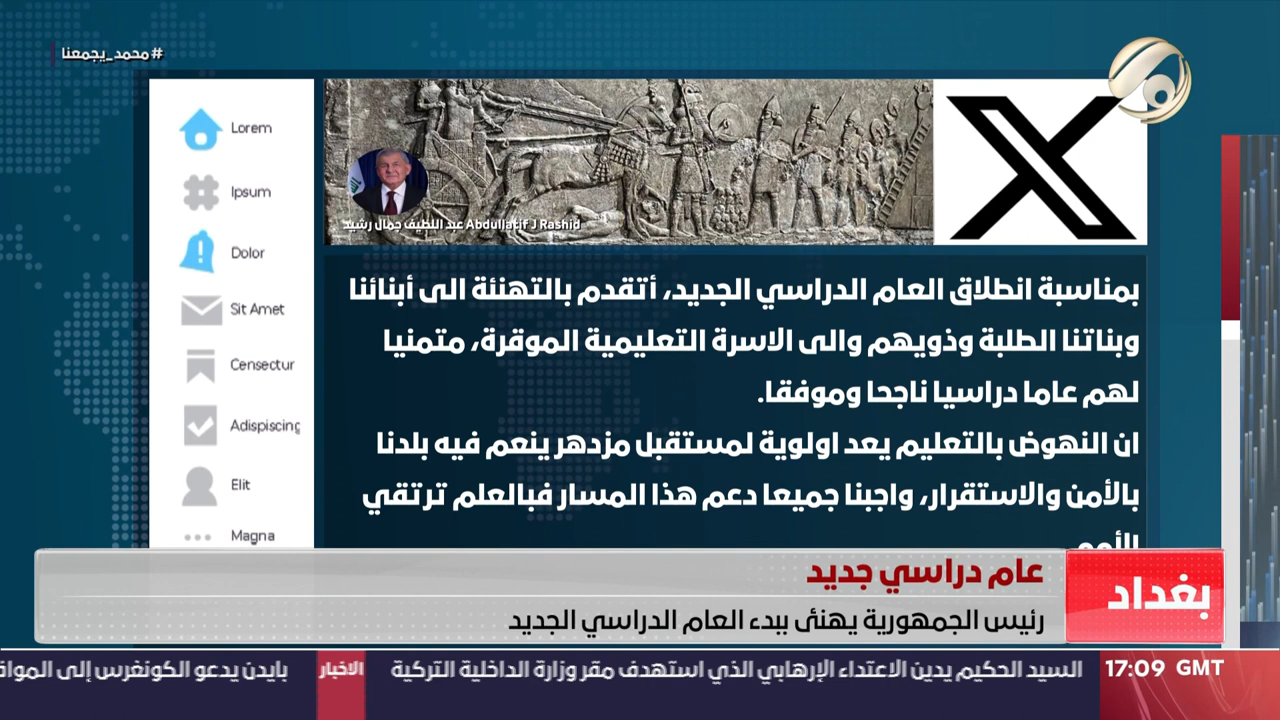 #محمد_يجمعنا
Lorem
Ipsum
Dolor
Sit Amet
Censectur
Adipiscing
Elit
Magna
عبد اللطيف جمال رشيد Abdullatif J Rashid
بمناسبة انطلاق العام الدراسي الجديد، أتقدم بالتهنئة الى أبنائنا
وبناتنا الطلبة وذويهم والى الاسرة التعليمية الموقرة، متمنيا
لهم عاما دراسيا ناجحا وموفقا.
ان النهوض بالتعليم يعد اولوية لمستقبل مزدهر ينعم فيه بلدنا
بالأمن والاستقرار، واجبنا جميعا دعم هذا المسار فبالعلم ترتقي
بغداد
عام دراسي جديد
رئيس الجمهورية يهنئ ببدء العام الدراسي الجديد
17:09 GMT
السيد الحكيم يدين الاعتداء الإرهابي الذي استهدف مقر وزارة الداخلية التركية
الاخبار
بايدن يدعو الكونغرس إلى